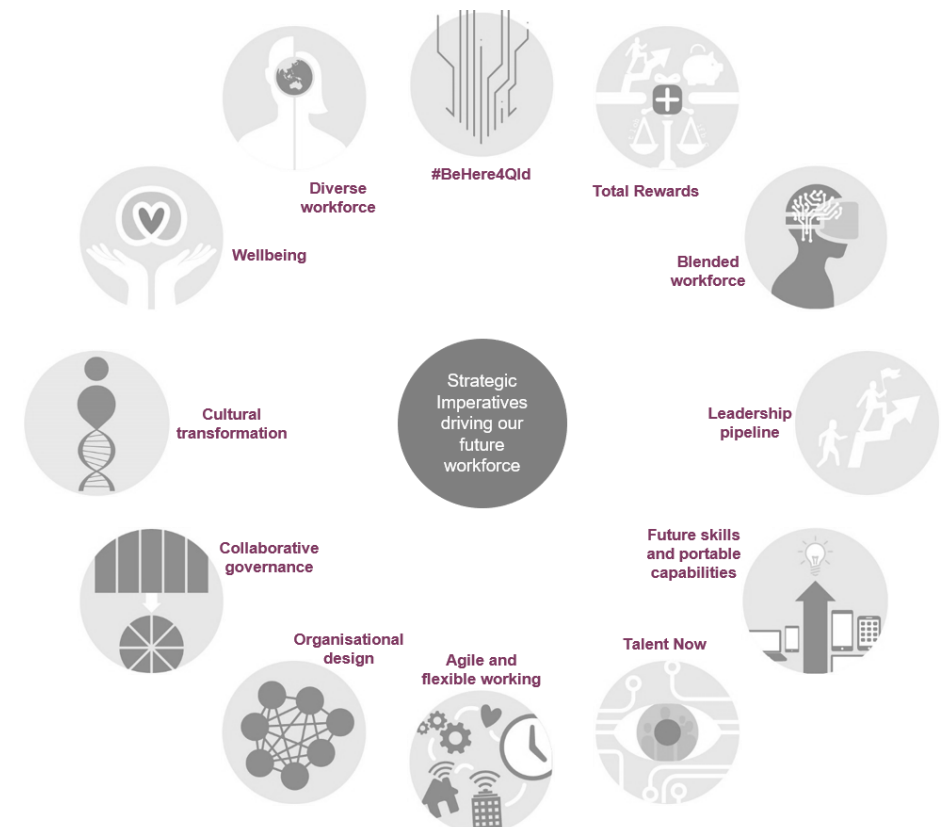 #BeHere4Qld
Diverse
workforce
Total Rewards
Wellbeing
Blended
workforce
Strategic
Imperatives
driving our
future
workforce
Cultural
transformation
Leadership
pipeline
Collaborative
governance
Future skills
and portable
capabilities
Organisational
design
Agile and
flexible working
Talent Now